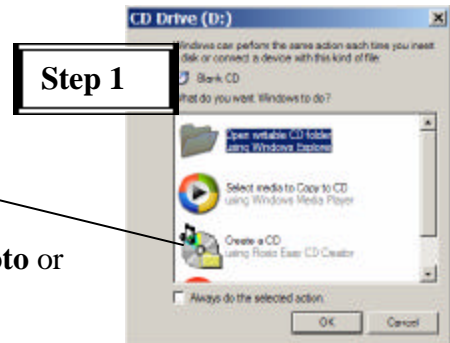 CD Drive (D:)
Windows can perform the same action each time you insert
a disk or connect a device with this kind of file:
Blank CD
What do you want Windows to do?
Step 1
Open writable CD folder
using Windows Explorer
Select media to Copy to CD
using Windows Media Player
Create a CD
using Roxio Easy CD Creator
to or
Always do the selected action.
OK Cancel